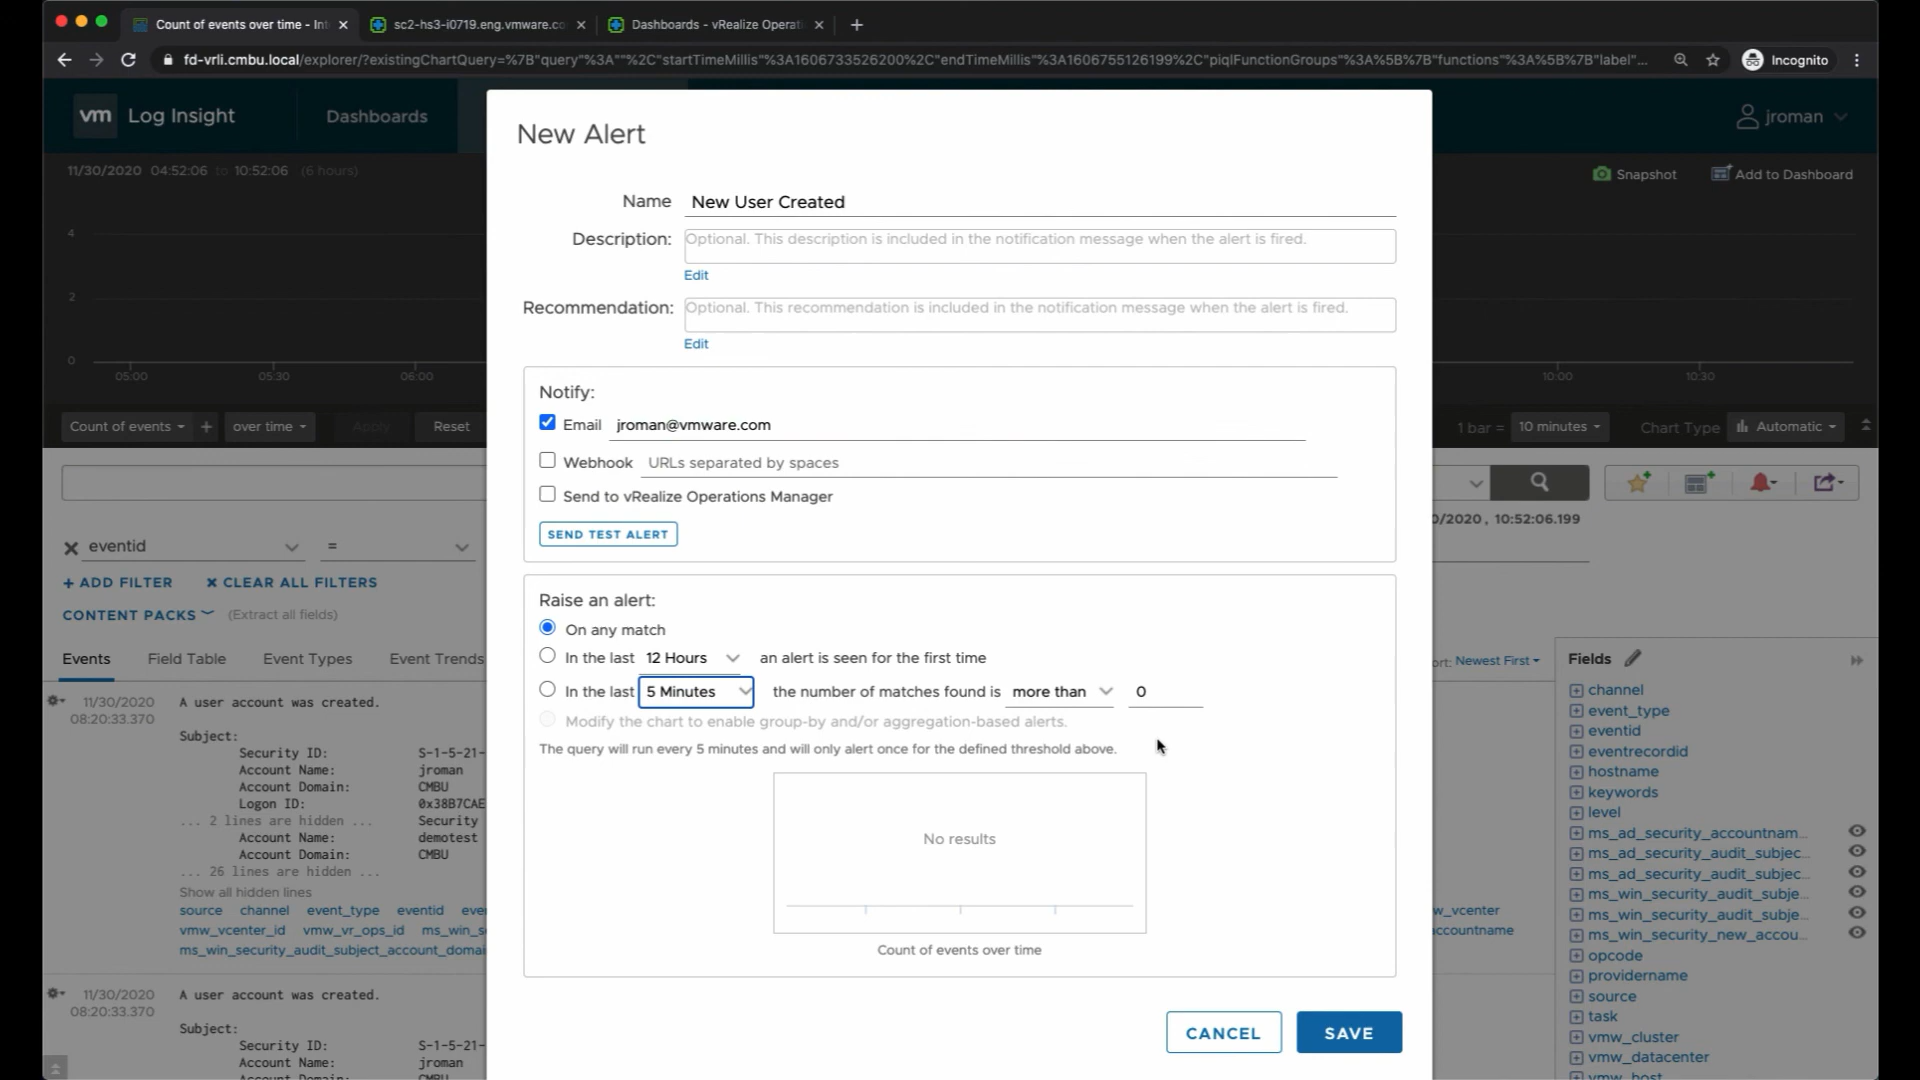 Count of events over time - Int
sc2-hs3-i0719.eng.vmware.co
Dashboards - vRealize Operati
fd-vrli.cmbu.local/explorer/?existingChartQuery=%7B"query"%3A""%2C"startTimeMillis"%3A1606733526200%2C"endTimeMillis"%3A1606755126199%2C"piqlFunctionGroups"%3A%5B%7B"functions"%3A%5B%7B"label"...
Incognito
vm Log Insight
Dashboards
jroman
11/30/2020 04:52:06 to 10:52:06 (6 hours)
Snapshot
Add to Dashboard
4
2
0
05:00
05:30
06:00
10:00
10:30
Count of events
+
over time
Apply
Reset
1 bar =
10 minutes
Chart Type
Automatic
New Alert
Name New User Created
Description: Optional. This description is included in the notification message when the alert is fired.
Edit
Recommendation: Optional. This recommendation is included in the notification message when the alert is fired.
Edit
Notify:
Email jroman@vmware.com
Webhook URLs separated by spaces
Send to vRealize Operations Manager
SEND TEST ALERT
Raise an alert:
On any match
In the last 12 Hours an alert is seen for the first time
In the last 5 Minutes the number of matches found is more than 0
Modify the chart to enable group-by and/or aggregation-based alerts.
The query will run every 5 minutes and will only alert once for the defined threshold above.
No results
Count of events over time
CANCEL
SAVE
eventid
=
+ ADD FILTER
× CLEAR ALL FILTERS
CONTENT PACKS
(Extract all fields)
0/2020 , 10:52:06.199
Events
Field Table
Event Types
Event Trends
ort: Newest First
11/30/2020
08:20:33.370
A user account was created.
Subject:
Security ID: S-1-5-21-
Account Name: jroman
Account Domain: CMBU
Logon ID: 0x38B7CAE
... 2 lines are hidden ... Security
Account Name: demotest
Account Domain: CMBU
... 26 lines are hidden ...
Show all hidden lines
source channel event_type eventid eve
vmw_vcenter_id vmw_vr_ops_id ms_win_s
ms_win_security_audit_subject_account_domai
w_vcenter
ccountname
11/30/2020
08:20:33.370
A user account was created.
Subject:
Security ID: S-1-5-21-
Account Name: jroman
Account Domain: CMBU
Fields
channel
event_type
eventid
eventrecordid
hostname
keywords
level
ms_ad_security_accountnam...
ms_ad_security_audit_subjec...
ms_ad_security_audit_subjec...
ms_win_security_audit_subje...
ms_win_security_audit_subje...
ms_win_security_new_accou...
opcode
providername
source
task
vmw_cluster
vmw_datacenter
vmw_host